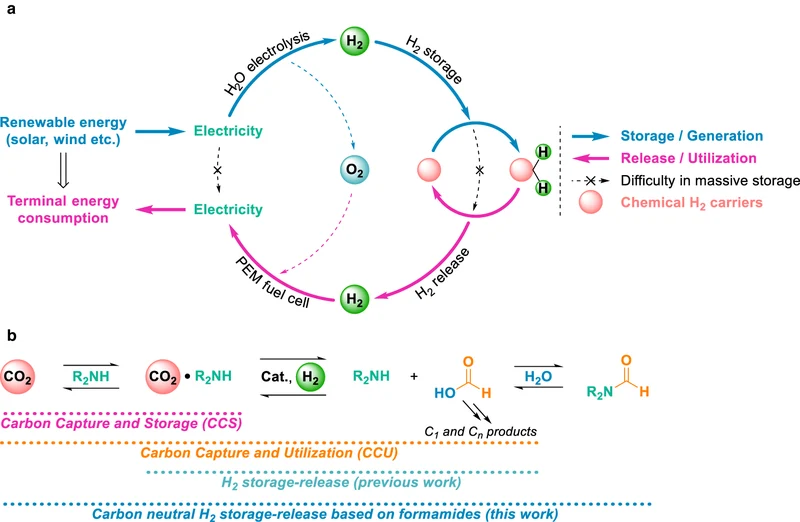 a
H2
H2O electrolysis
H2 storage
Renewable energy
(solar, wind etc.)
Electricity
O2
H
H
Storage / Generation
Release / Utilization
Difficulty in massive storage
Chemical H2 carriers
Terminal energy
consumption
Electricity
PEM fuel cell
H2 release
H2
b
CO2
R2NH
CO2 • R2NH
Cat., H2
R2NH + 
O
HO H
H2O
O
R2N H
C1 and Cn products
Carbon Capture and Storage (CCS)
Carbon Capture and Utilization (CCU)
H2 storage-release (previous work)
Carbon neutral H2 storage-release based on formamides (this work)